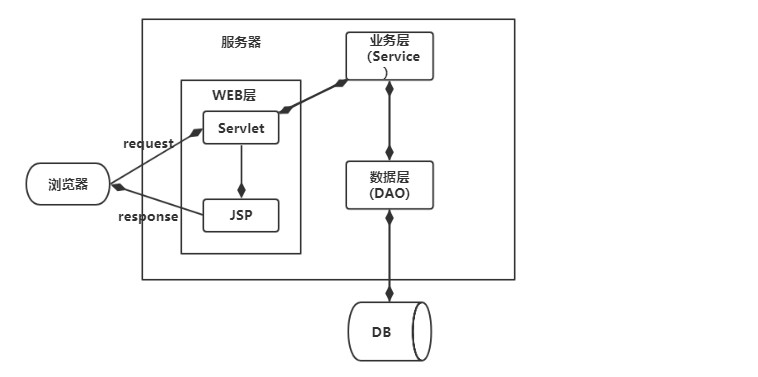 服务器
业务层
（Service
）
WEB层
Servlet
request
浏览器
数据层
(DAO)
response
JSP
DB